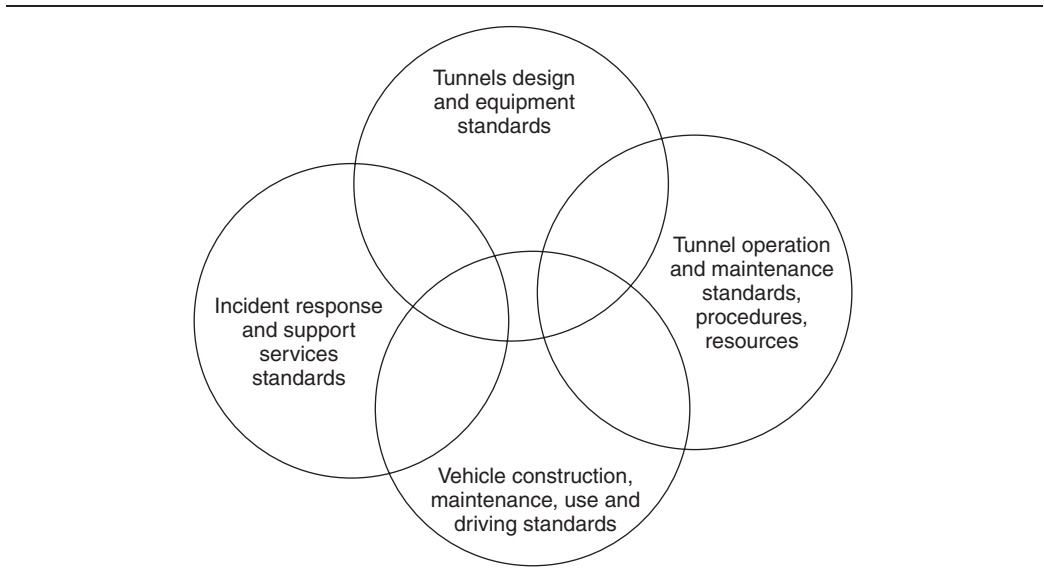 Tunnels design
and equipment
standards
Tunnel operation
and maintenance
standards,
procedures,
resources
Incident response
and support
services
standards
Vehicle construction,
maintenance, use and
driving standards